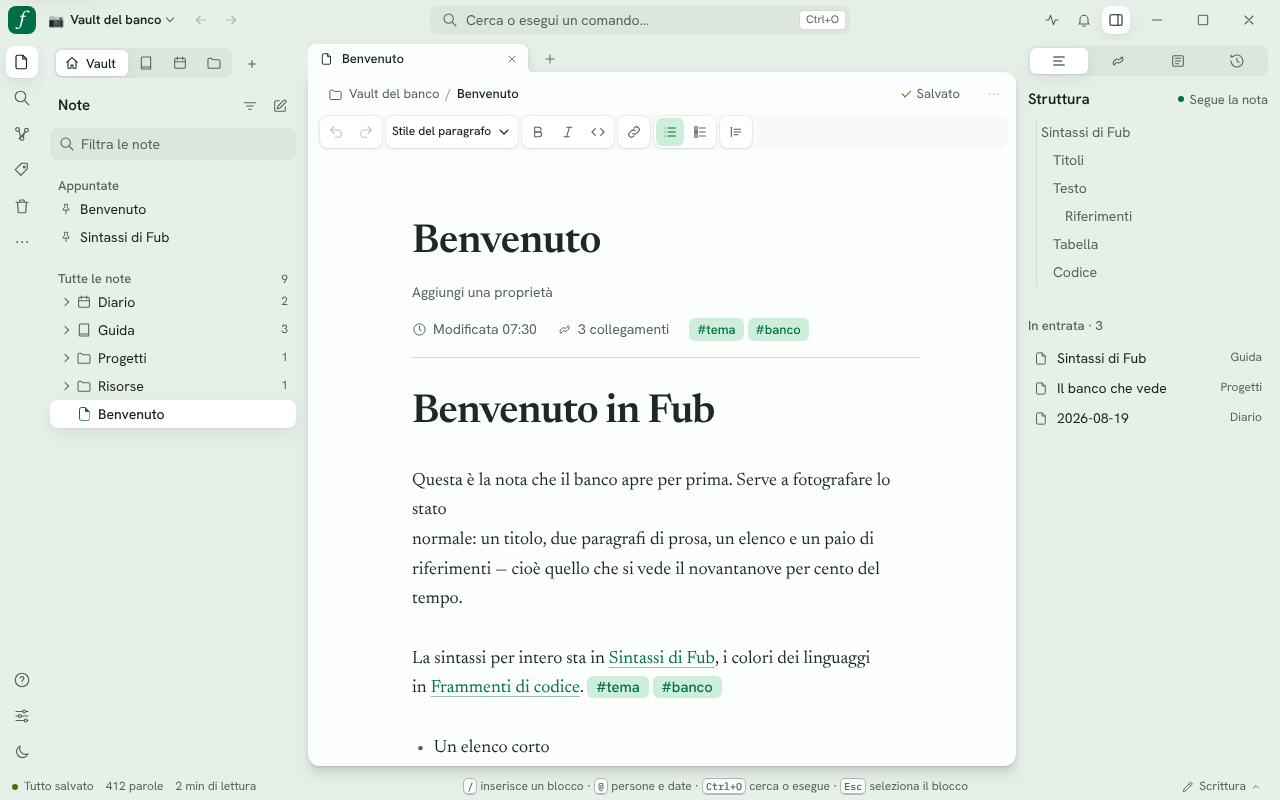 Vault del banco
Cerca o esegui un comando...
Ctrl+O
Vault
Benvenuto
Note
Filtra le note
Appuntate
Benvenuto
Sintassi di Fub
Tutte le note 9
Diario 2
Guida 3
Progetti 1
Risorse 1
Benvenuto
Vault del banco / Benvenuto
Salvato
Stile del paragrafo
Benvenuto
Aggiungi una proprietà
Modificata 07:30 3 collegamenti #tema #banco
Benvenuto in Fub
Questa è la nota che il banco apre per prima. Serve a fotografare lo
stato
normale: un titolo, due paragrafi di prosa, un elenco e un paio di
riferimenti — cioè quello che si vede il novantanove per cento del
tempo.
La sintassi per intero sta in Sintassi di Fub, i colori dei linguaggi
in Frammenti di codice. #tema #banco
• Un elenco corto
Struttura
Segue la nota
Sintassi di Fub
Titoli
Testo
Riferimenti
Tabella
Codice
In entrata · 3
Sintassi di Fub Guida
Il banco che vede Progetti
2026-08-19 Diario
Tutto salvato 412 parole 2 min di lettura
/ inserisce un blocco · @ persone e date · Ctrl+O cerca o esegue · Esc seleziona il blocco
Scrittura